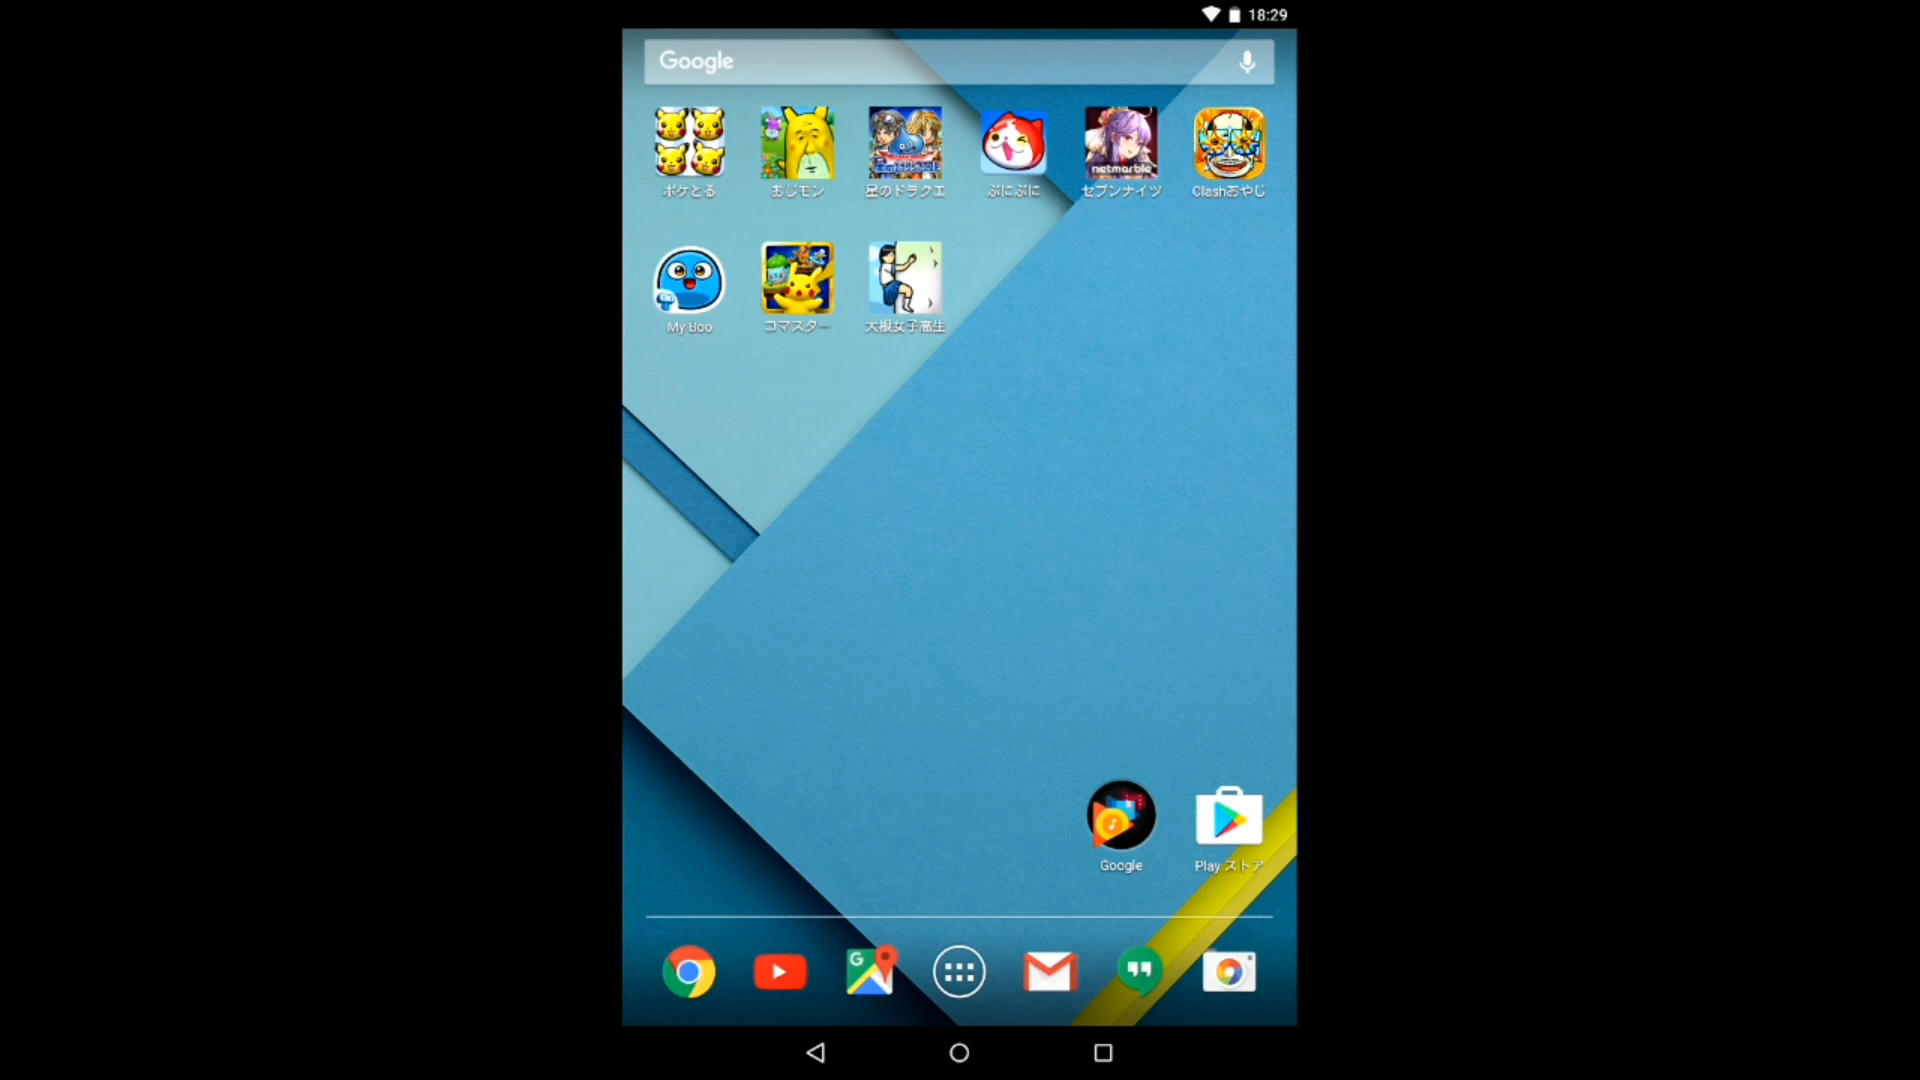 18:29
Google
ポケとる
おじモン
星のドラクエ
ぷにぷに
netmarble
セブンナイツ
Clashおやじ
My Boo
コマスター
大根女子高生
Google
Play ストア
G